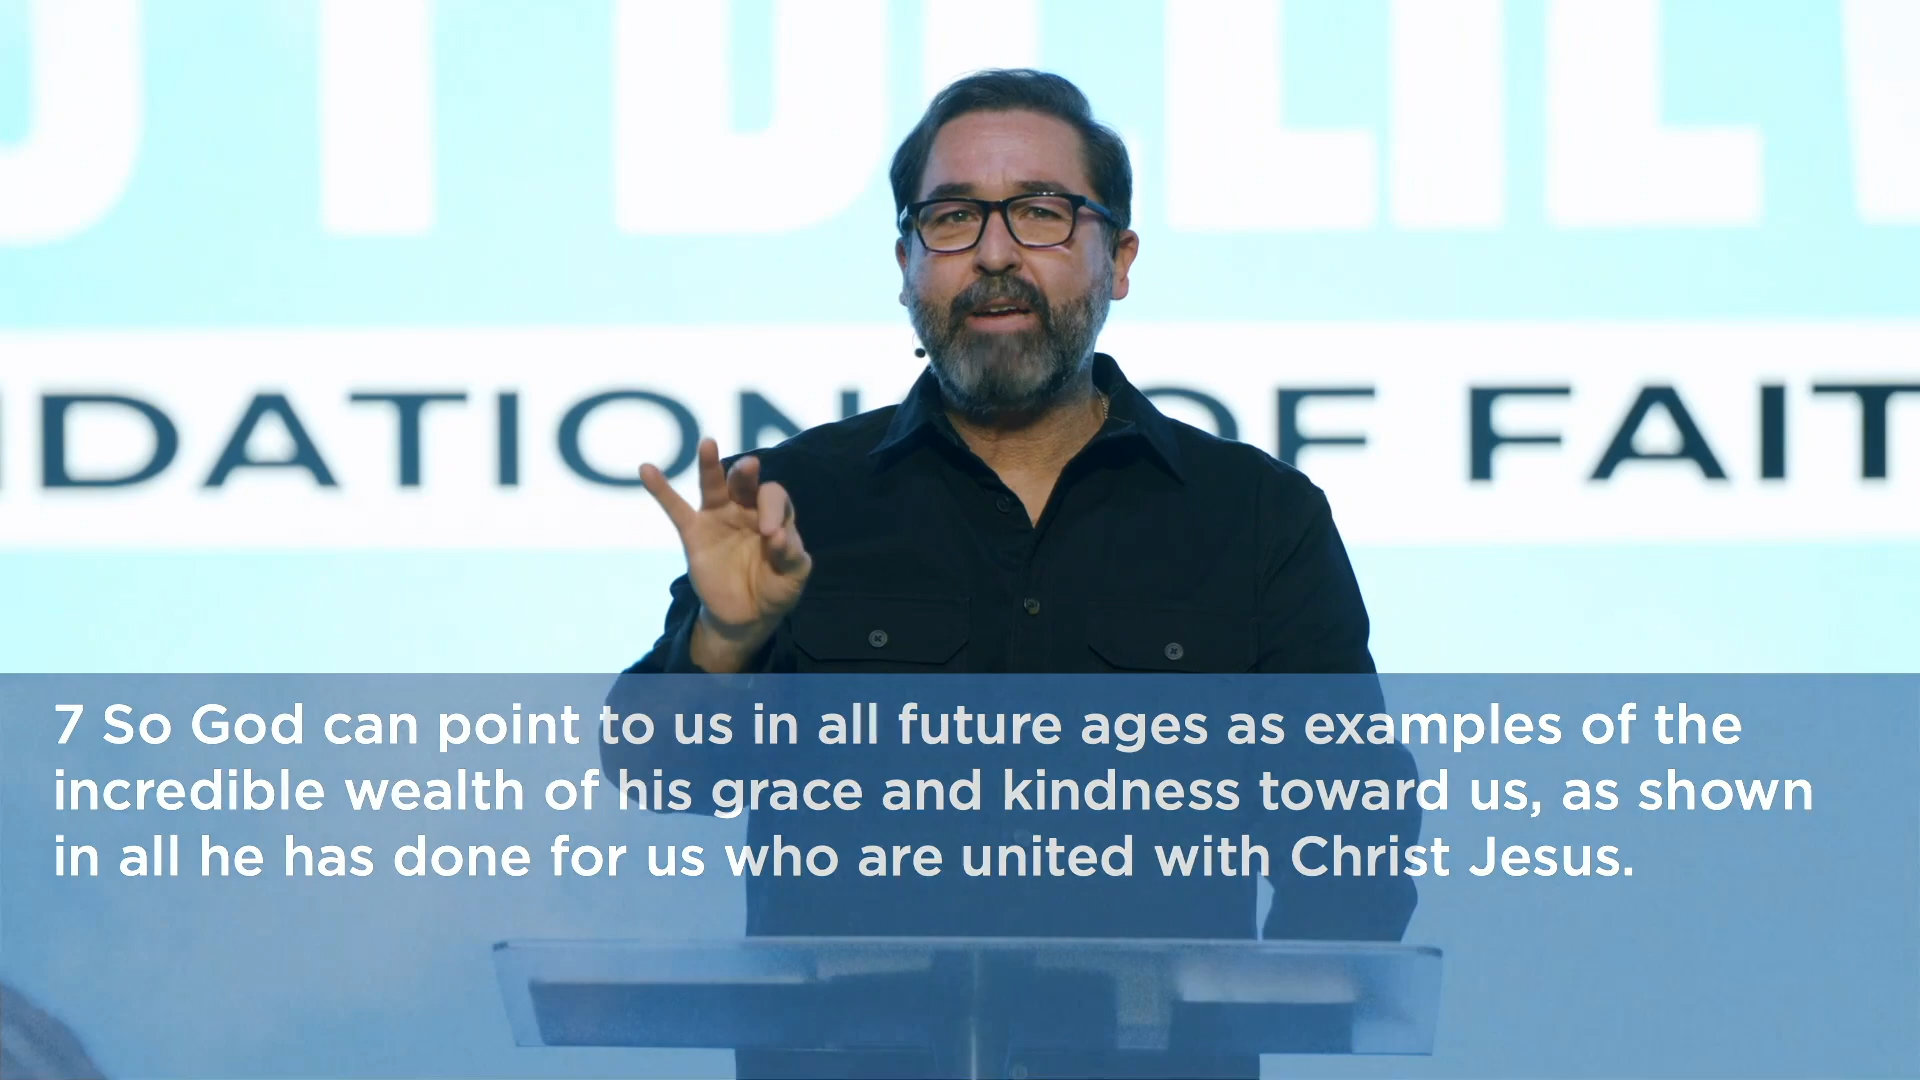 NDATIONS OF FAIT
7 So God can point to us in all future ages as examples of the
incredible wealth of his grace and kindness toward us, as shown
in all he has done for us who are united with Christ Jesus.